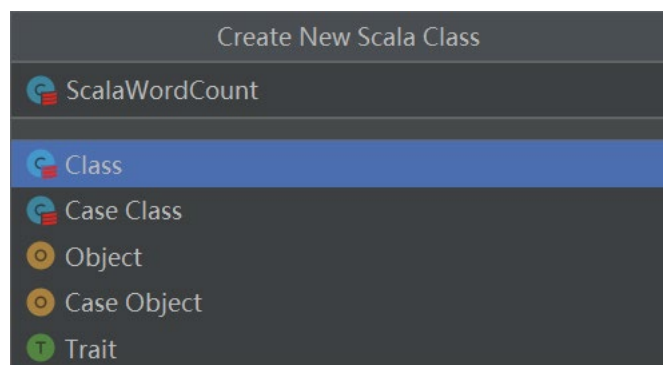 Create New Scala Class
ScalaWordCount
Class
Case Class
Object
Case Object
Trait